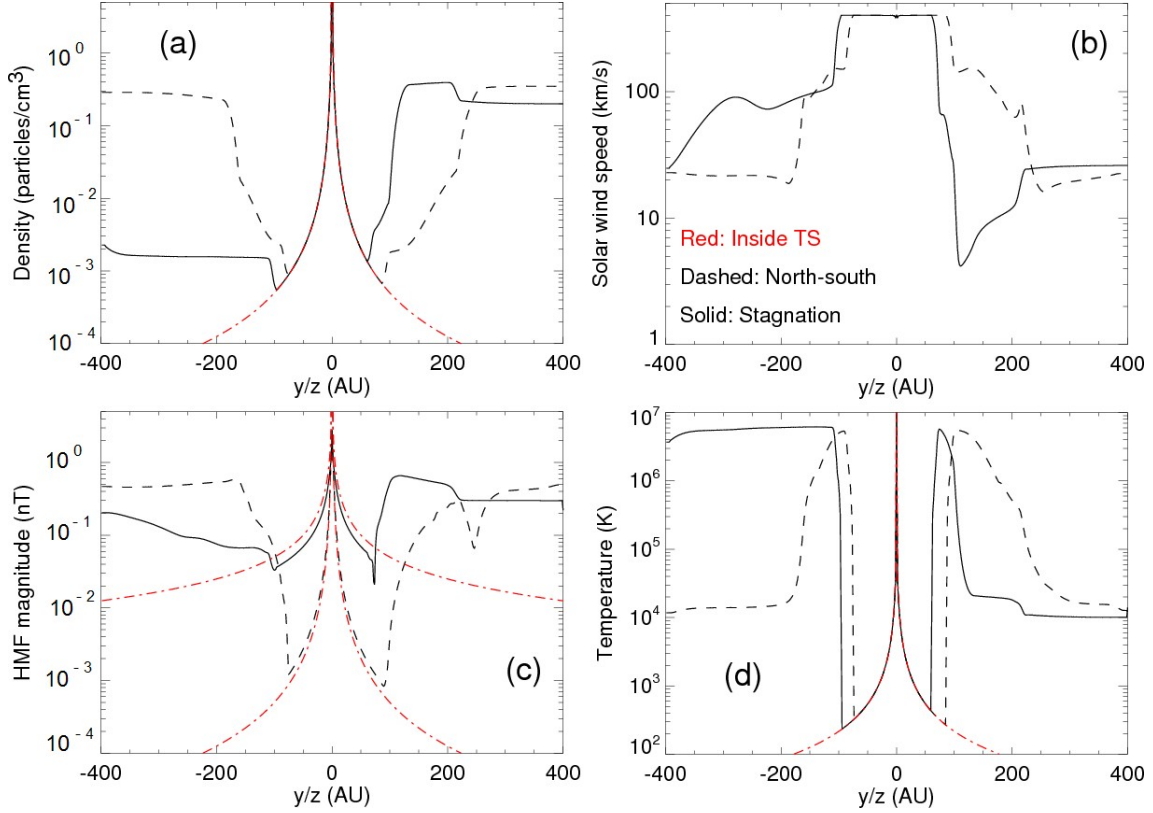 (a)
10⁰
10⁻¹
10⁻²
10⁻³
10⁻⁴
Density (particles/cm³)
-400 -200 0 200 400
y/z (AU)
(b)
100
10
1
Solar wind speed (km/s)
Red: Inside TS
Dashed: North-south
Solid: Stagnation
-400 -200 0 200 400
y/z (AU)
10⁰
10⁻¹
10⁻²
10⁻³
10⁻⁴
HMF magnitude (nT)
(c)
-400 -200 0 200 400
y/z (AU)
10⁷
10⁶
10⁵
10⁴
10³
10²
Temperature (K)
(d)
-400 -200 0 200 400
y/z (AU)